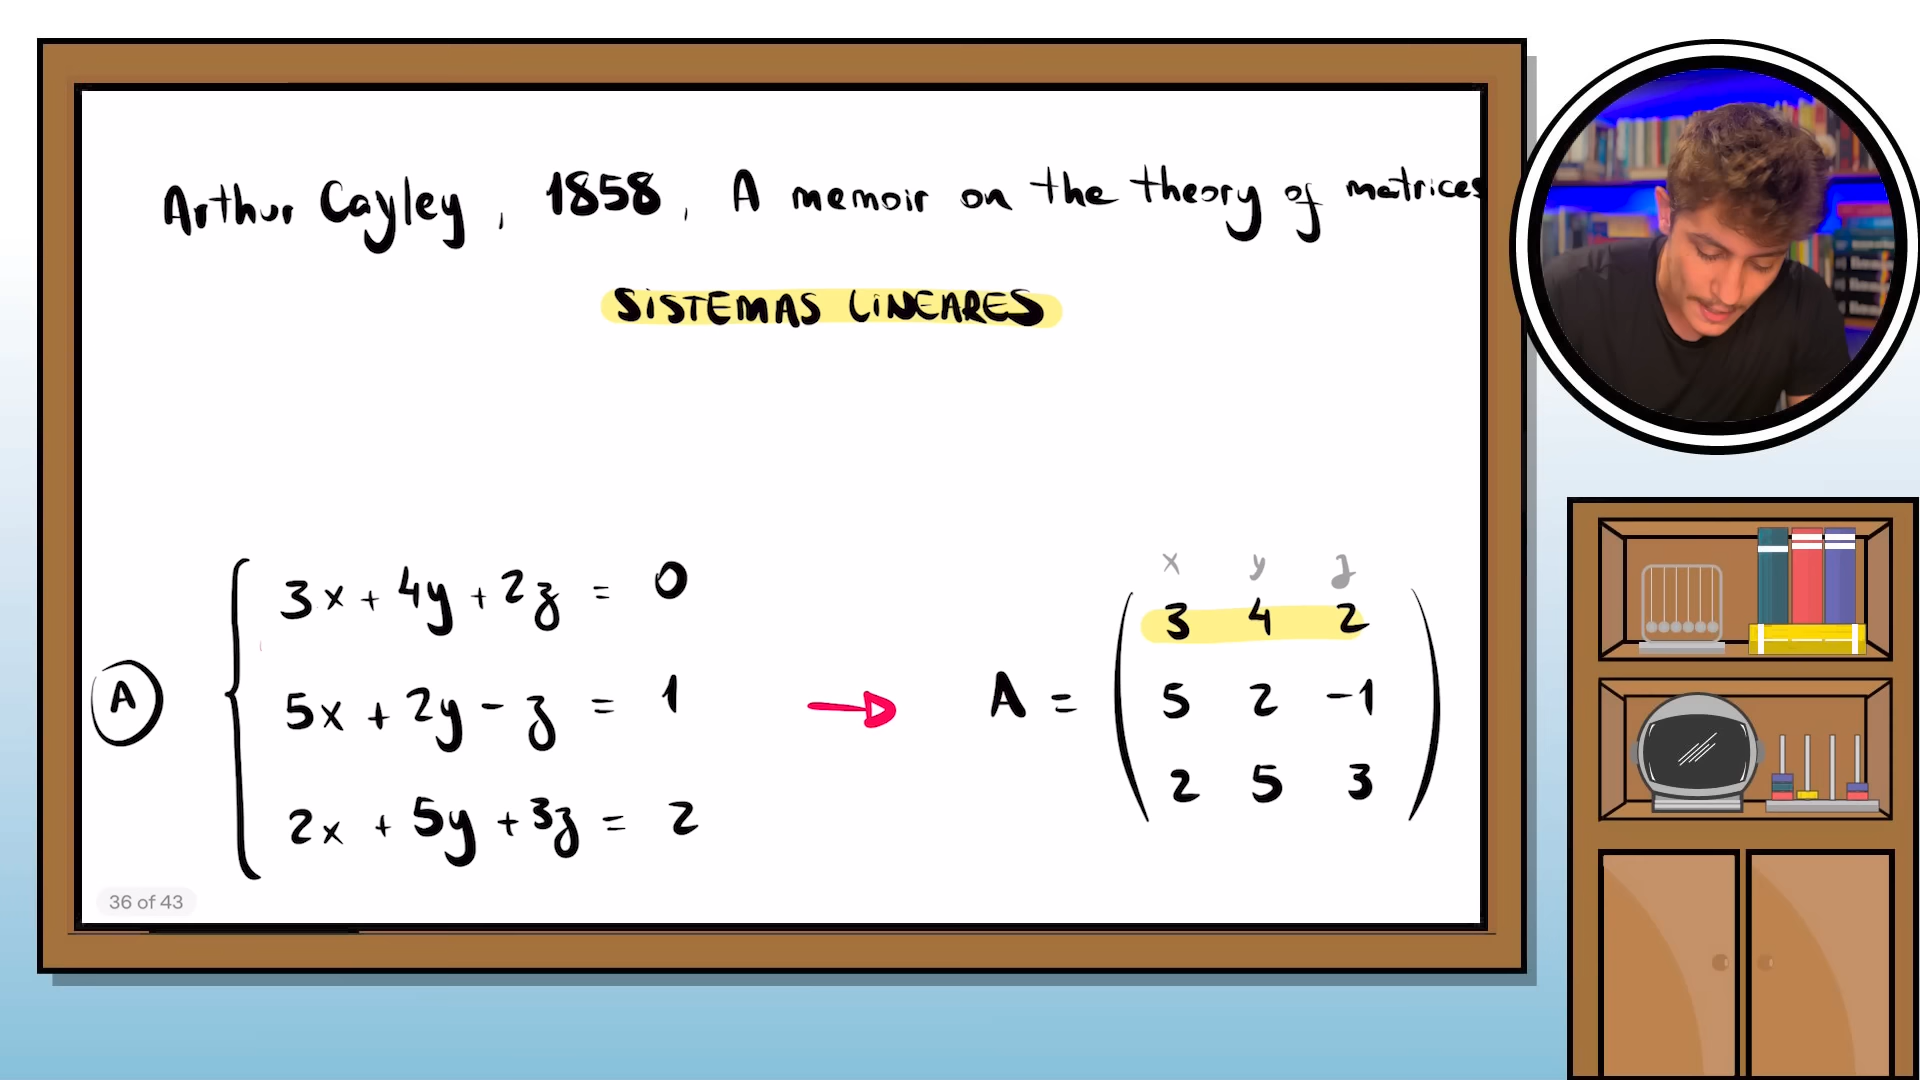 Arthur Cayley, 1858, A memoir on the theory of matrices
SISTEMAS LINEARES
x y z
3x + 4y + 2z = 0
3 4 2
A
5x + 2y - z = 1
A =
5 2 -1
2x + 5y + 3z = 2
2 5 3
36 of 43